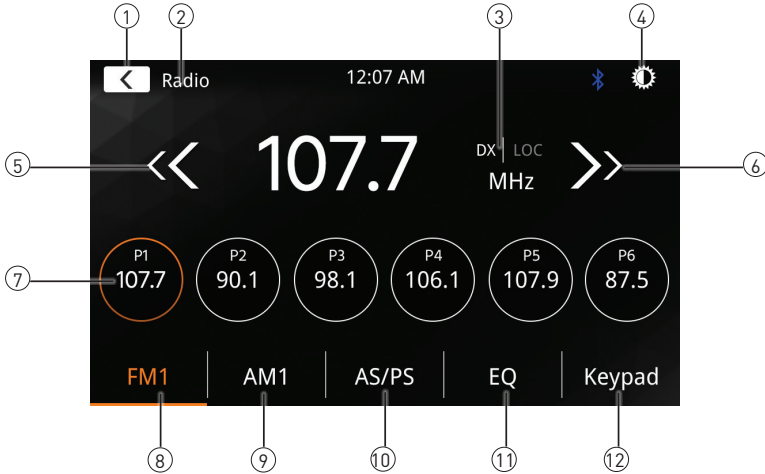 1 2 3 4
Radio 12:07 AM
107.7 DX LOC
MHz
5 6
P1 P2 P3 P4 P5 P6
107.7 90.1 98.1 106.1 107.9 87.5
7
FM1 AM1 AS/PS EQ Keypad
8 9 10 11 12